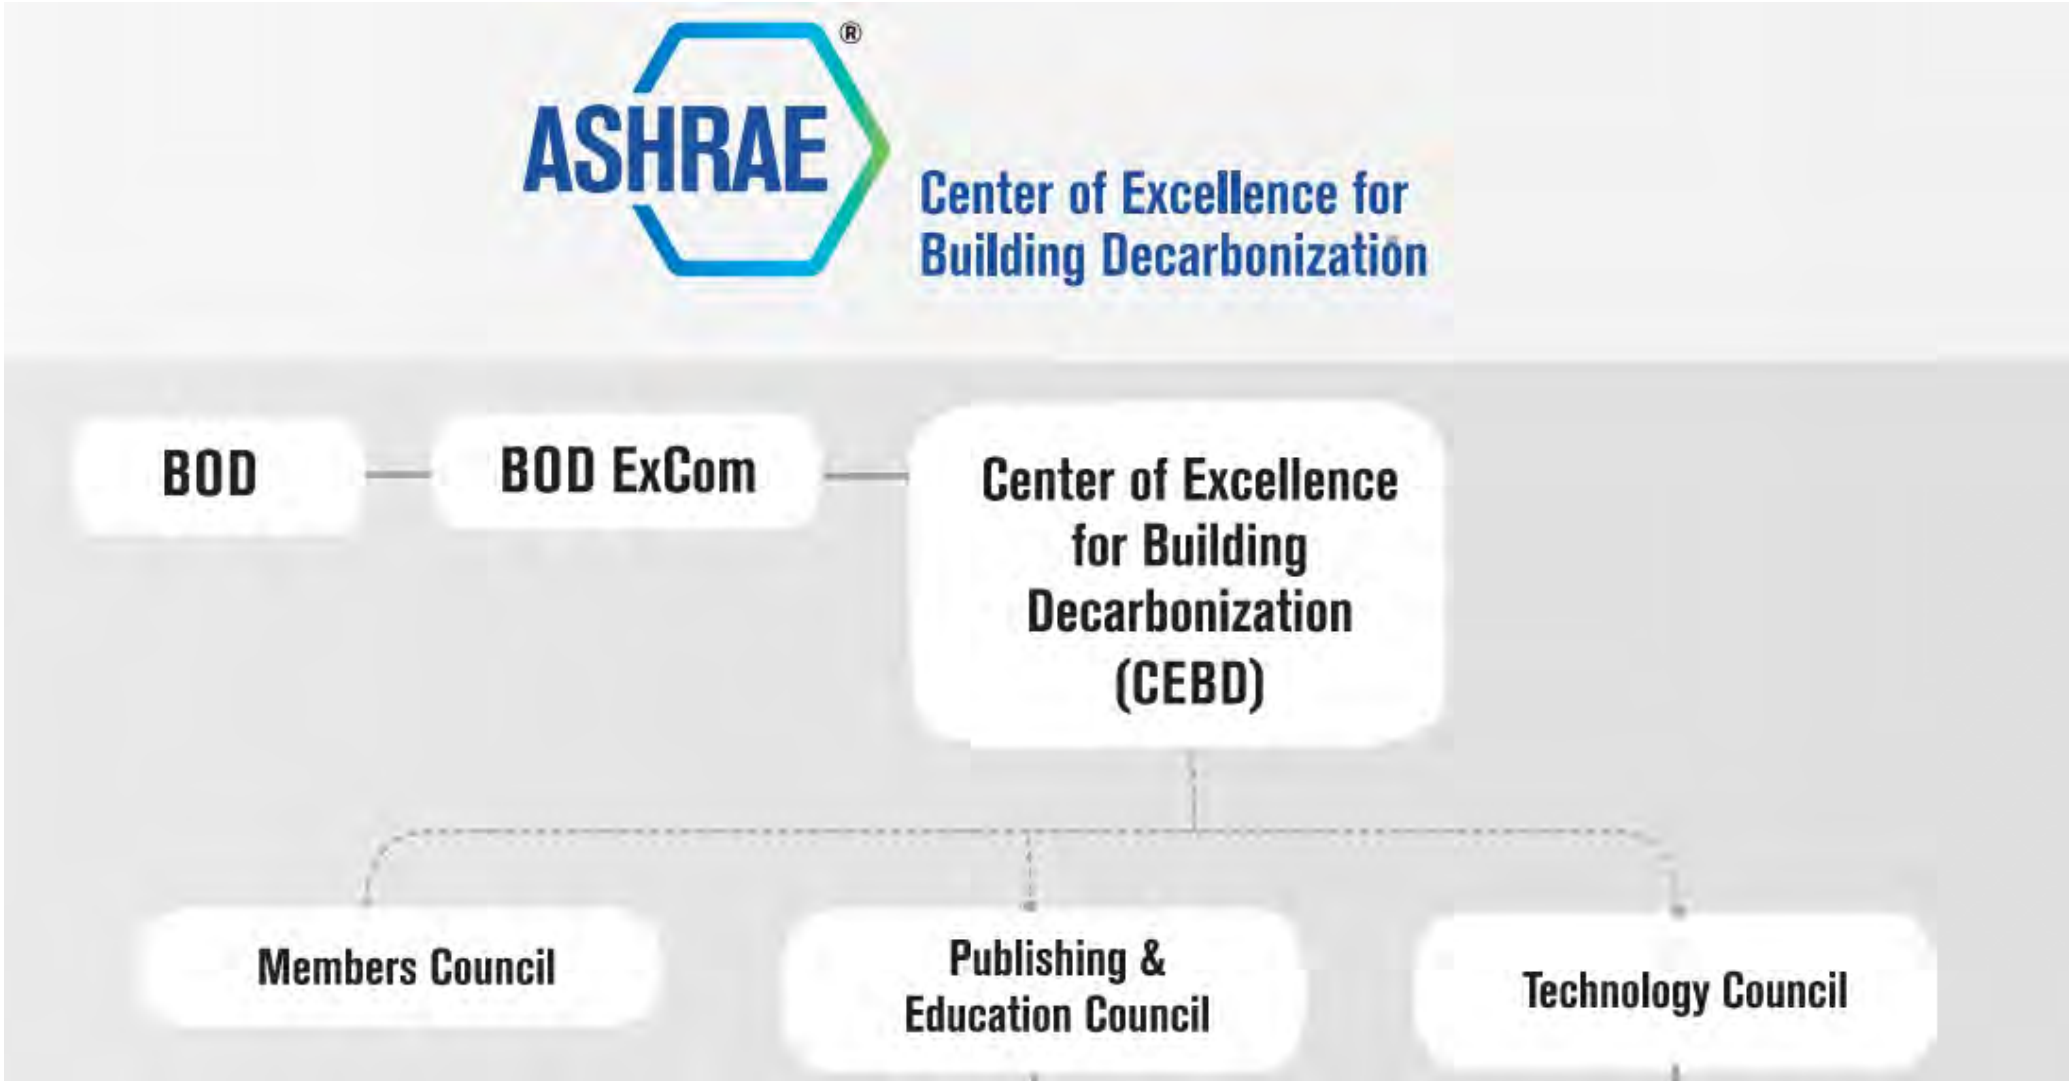 ASHRAE®
Center of Excellence for
Building Decarbonization
BOD
BOD ExCom
Center of Excellence
for Building
Decarbonization
(CEBD)
Members Council
Publishing &
Education Council
Technology Council